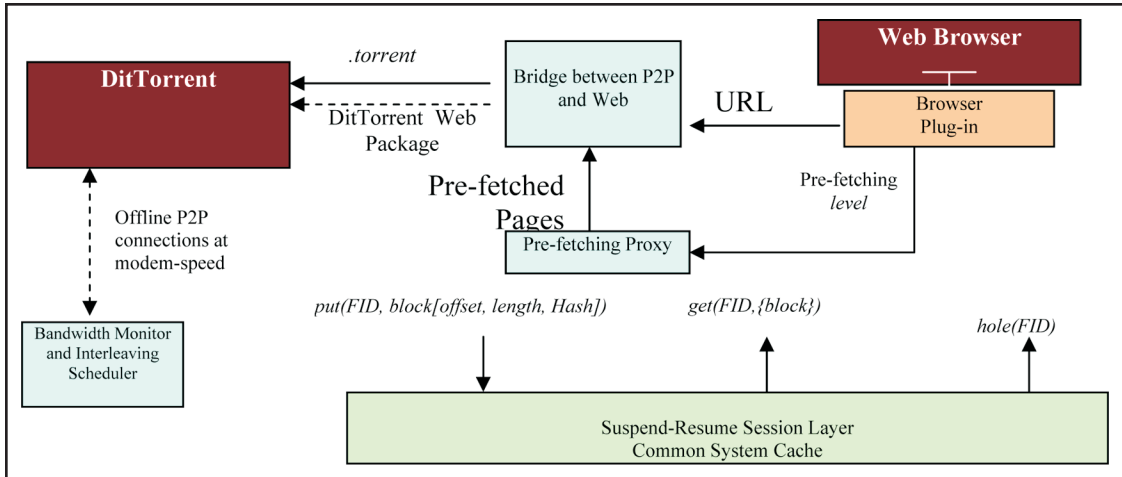 Web Browser
.torrent
DitTorrent
Bridge between P2P
and Web
URL
Browser
Plug-in
DitTorrent Web
Package
Pre-fetched
Pages
Pre-fetching
level
Offline P2P
connections at
modem-speed
Pre-fetching Proxy
put(FID, block[offset, length, Hash])
get(FID,{block})
hole(FID)
Bandwidth Monitor
and Interleaving
Scheduler
Suspend-Resume Session Layer
Common System Cache